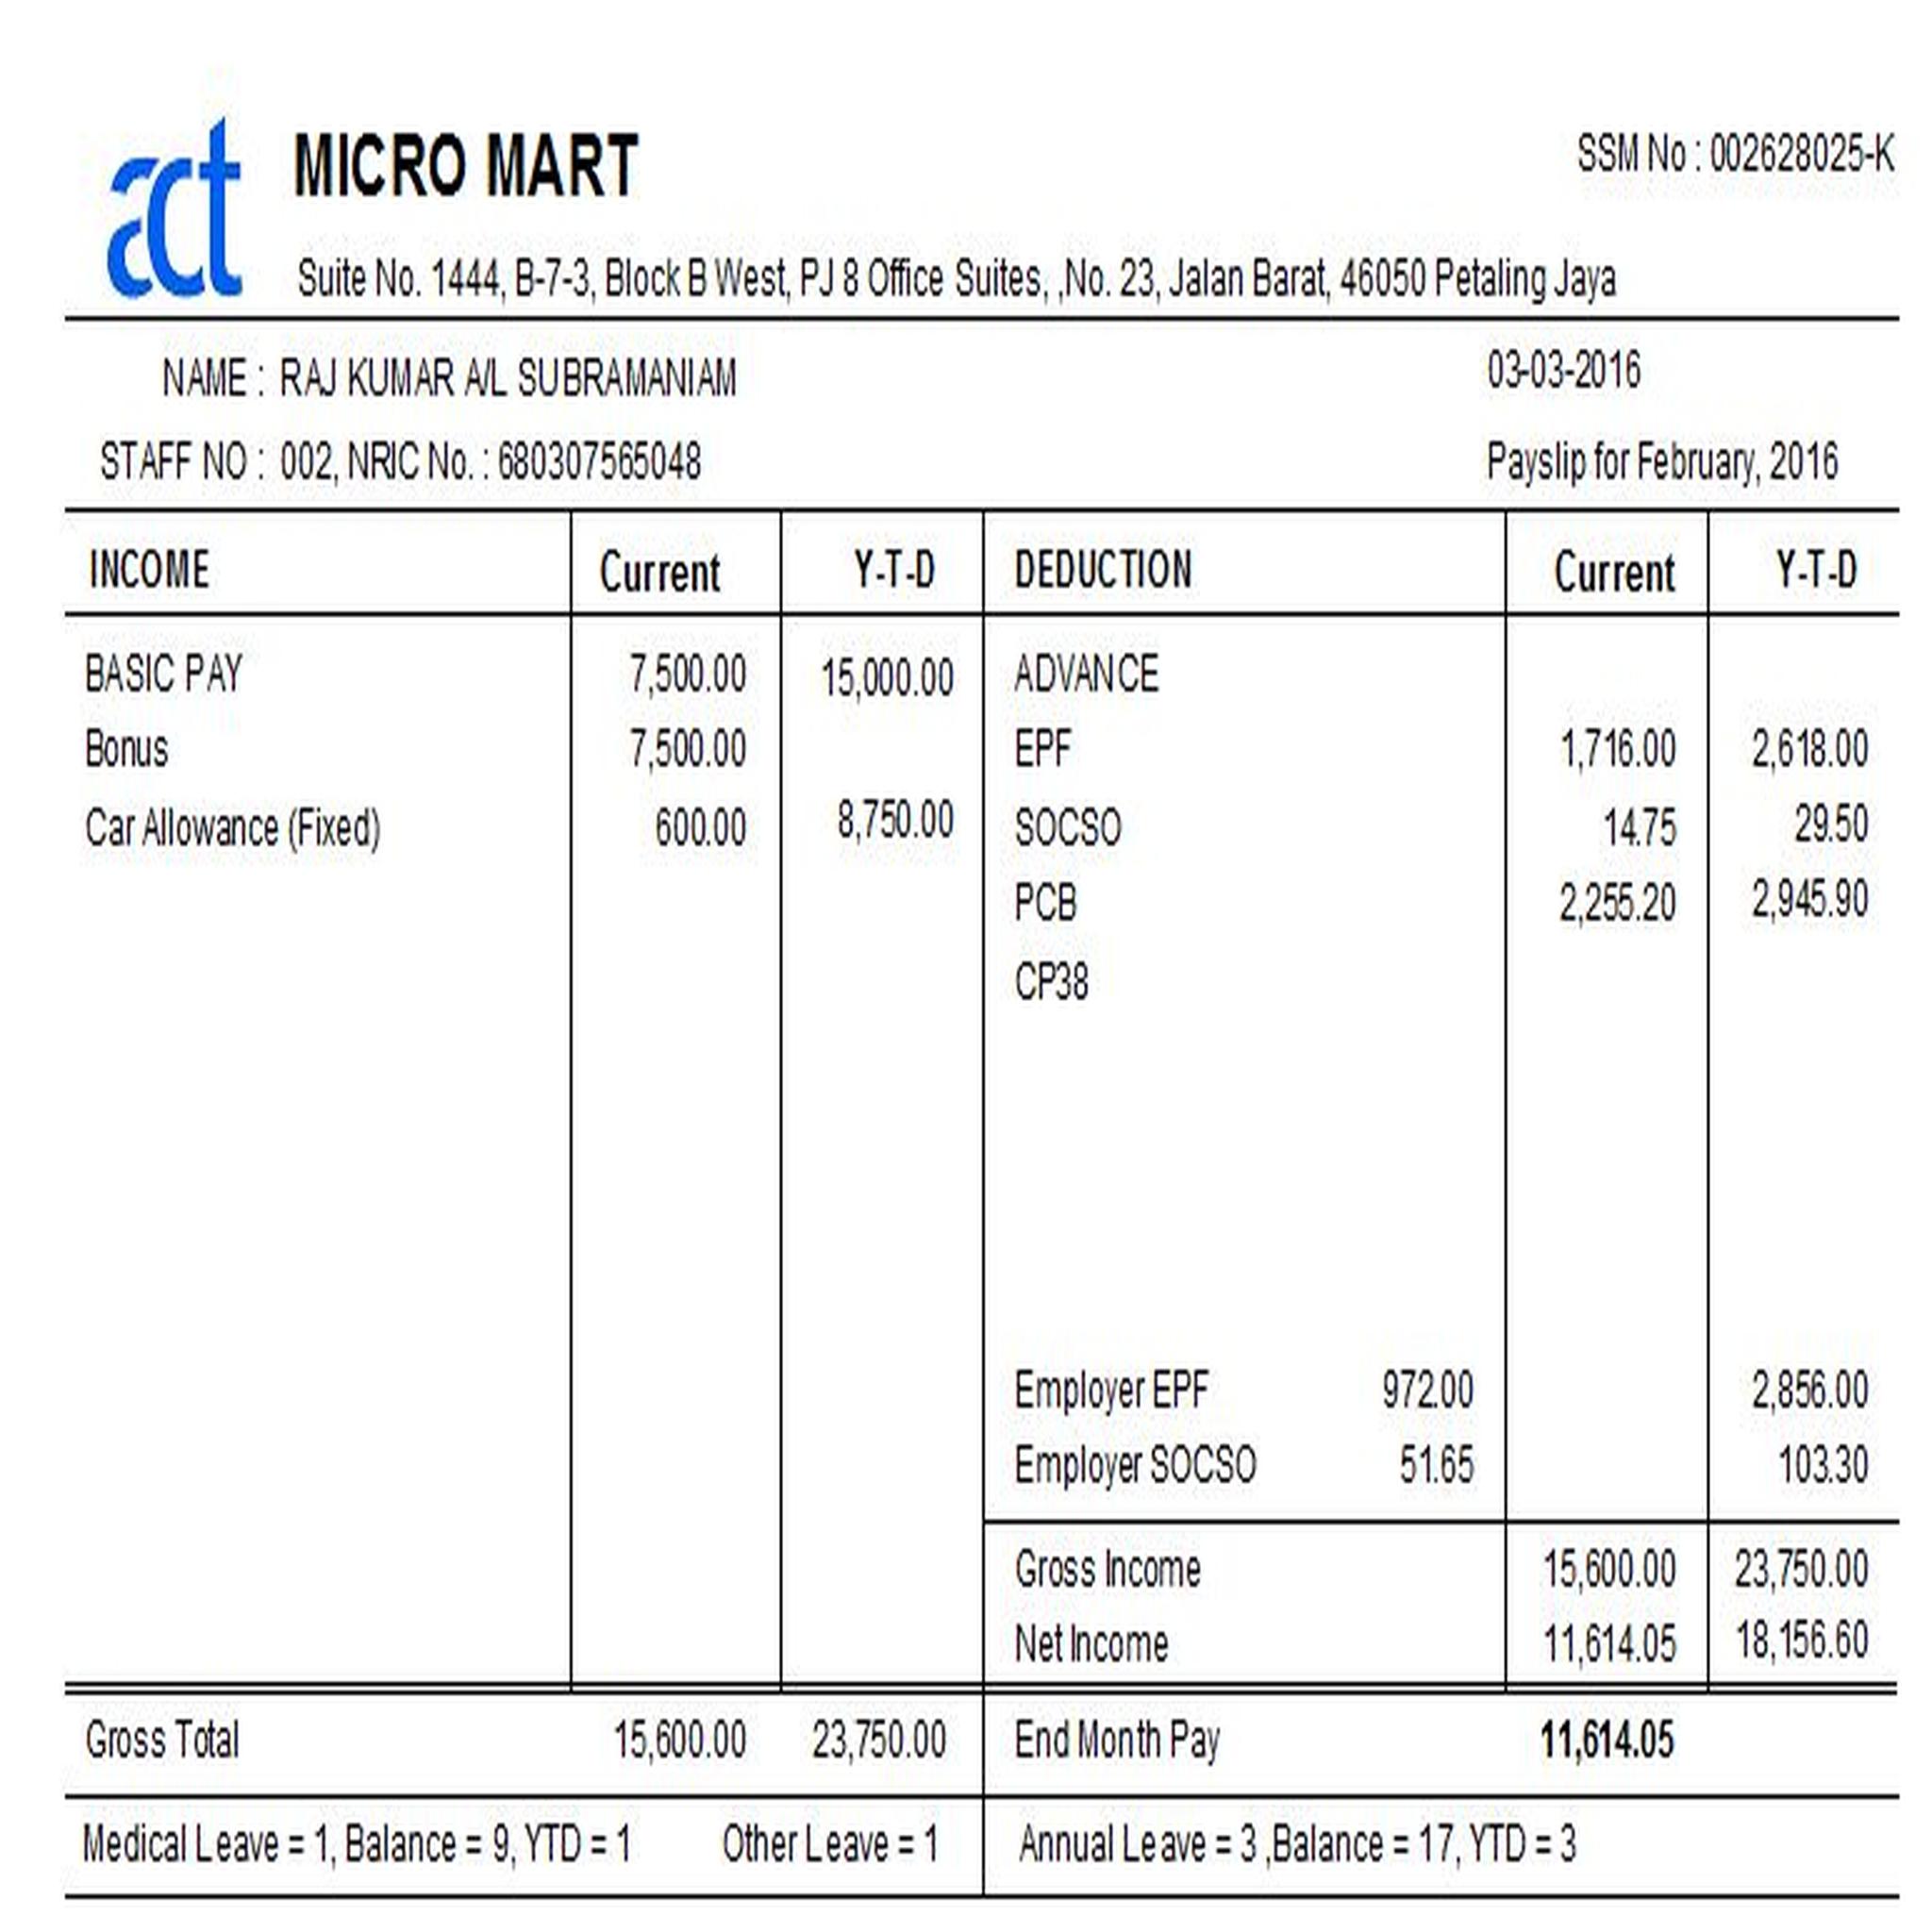 act
MICRO MART
SSM No : 002628025-K
Suite No. 1444, B-7-3, Block B West, PJ 8 Office Suites, ,No. 23, Jalan Barat, 46050 Petaling Jaya
NAME : RAJ KUMAR A/L SUBRAMANIAM 03-03-2016
STAFF NO : 002, NRIC No. : 680307565048 Payslip for February, 2016
INCOME Current Y-T-D DEDUCTION Current Y-T-D
BASIC PAY 7,500.00 15,000.00 ADVANCE
Bonus 7,500.00 EPF 1,716.00 2,618.00
Car Allowance (Fixed) 600.00 8,750.00 SOCSO 14.75 29.50
PCB 2,255.20 2,945.90
CP38
Employer EPF 972.00 2,856.00
Employer SOCSO 51.65 103.30
Gross Income 15,600.00 23,750.00
Net Income 11,614.05 18,156.60
Gross Total 15,600.00 23,750.00 End Month Pay 11,614.05
Medical Leave = 1, Balance = 9, YTD = 1 Other Leave = 1 Annual Leave = 3 ,Balance = 17, YTD = 3